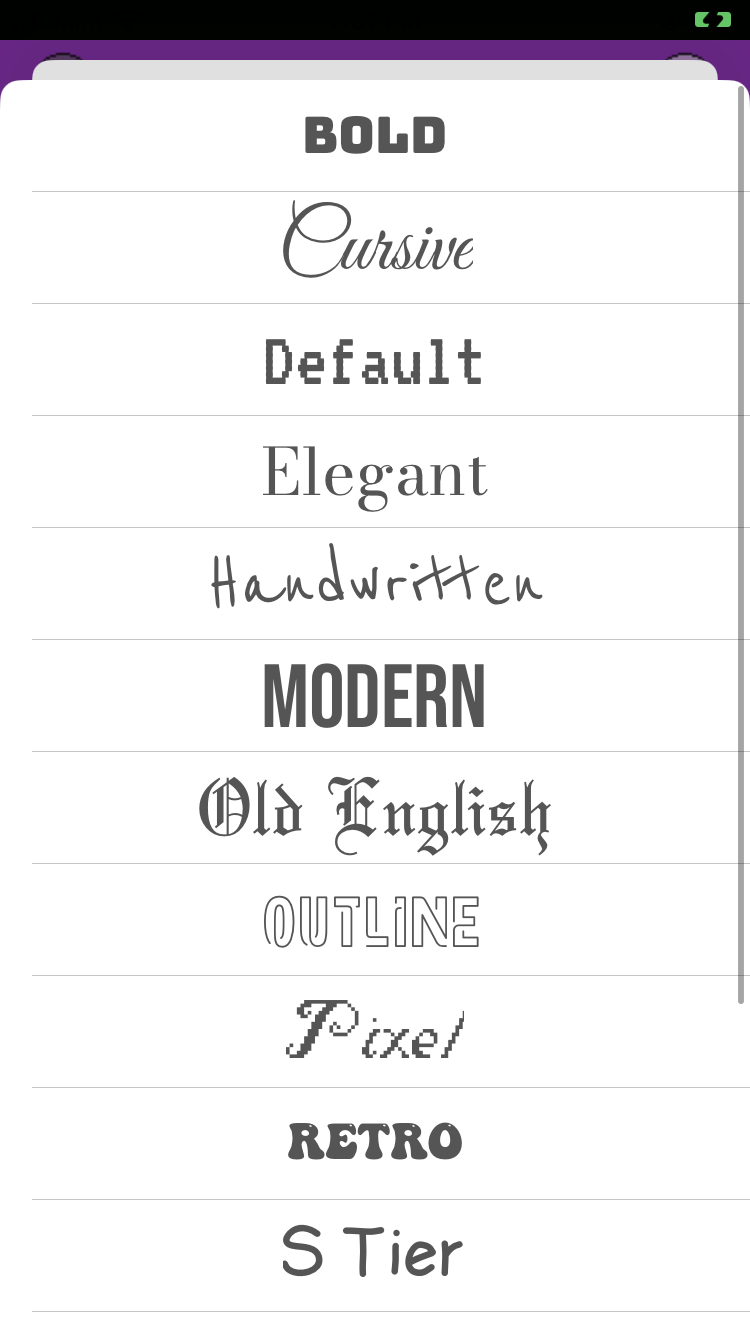 BOLD
Cursive
Default
Elegant
Handwritten
MODERN
Old English
OUTLINE
Pixel
RETRO
S Tier